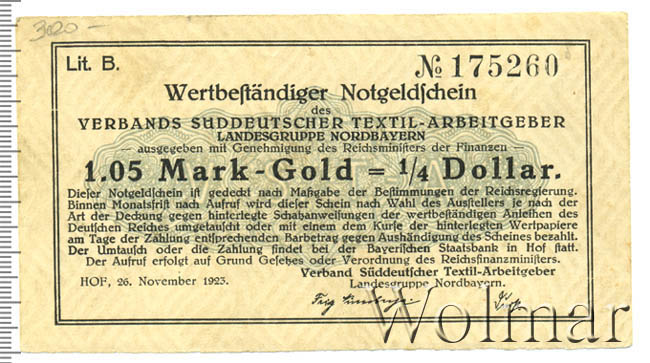 3020 —
Lit. B.
№ 175260
Wertbeständiger Notgeldschein
des
VERBANDS SÜDDEUTSCHER TEXTIL-ARBEITGEBER
LANDESGRUPPE NORDBAYERN
— ausgegeben mit Genehmigung des Reichsministers der Finanzen —
1.05 Mark-Gold = 1/4 Dollar.
Dieser Notgeldschein ist gedeckt nach Maßgabe der Bestimmungen der Reichsregierung.
Binnen Monatsfrist nach Aufruf wird dieser Schein nach Wahl des Ausstellers je nach der
Art der Deckung gegen hinterlegte Schatzanweisungen der wertbeständigen Anleihen des
Deutschen Reiches umgetauscht oder mit einem dem Kurse der hinterlegten Wertpapiere
am Tage der Zahlung entsprechenden Barbetrag gegen Aushändigung des Scheines bezahlt.
Der Umtausch oder die Zahlung findet bei der Bayerischen Staatsbank in Hof statt.
Der Aufruf erfolgt auf Grund Gesetzes oder Verordnung des Reichsfinanzministers.
Verband Süddeutscher Textil-Arbeitgeber
HOF, 26. November 1923.
Landesgruppe Nordbayern.
Wolmar